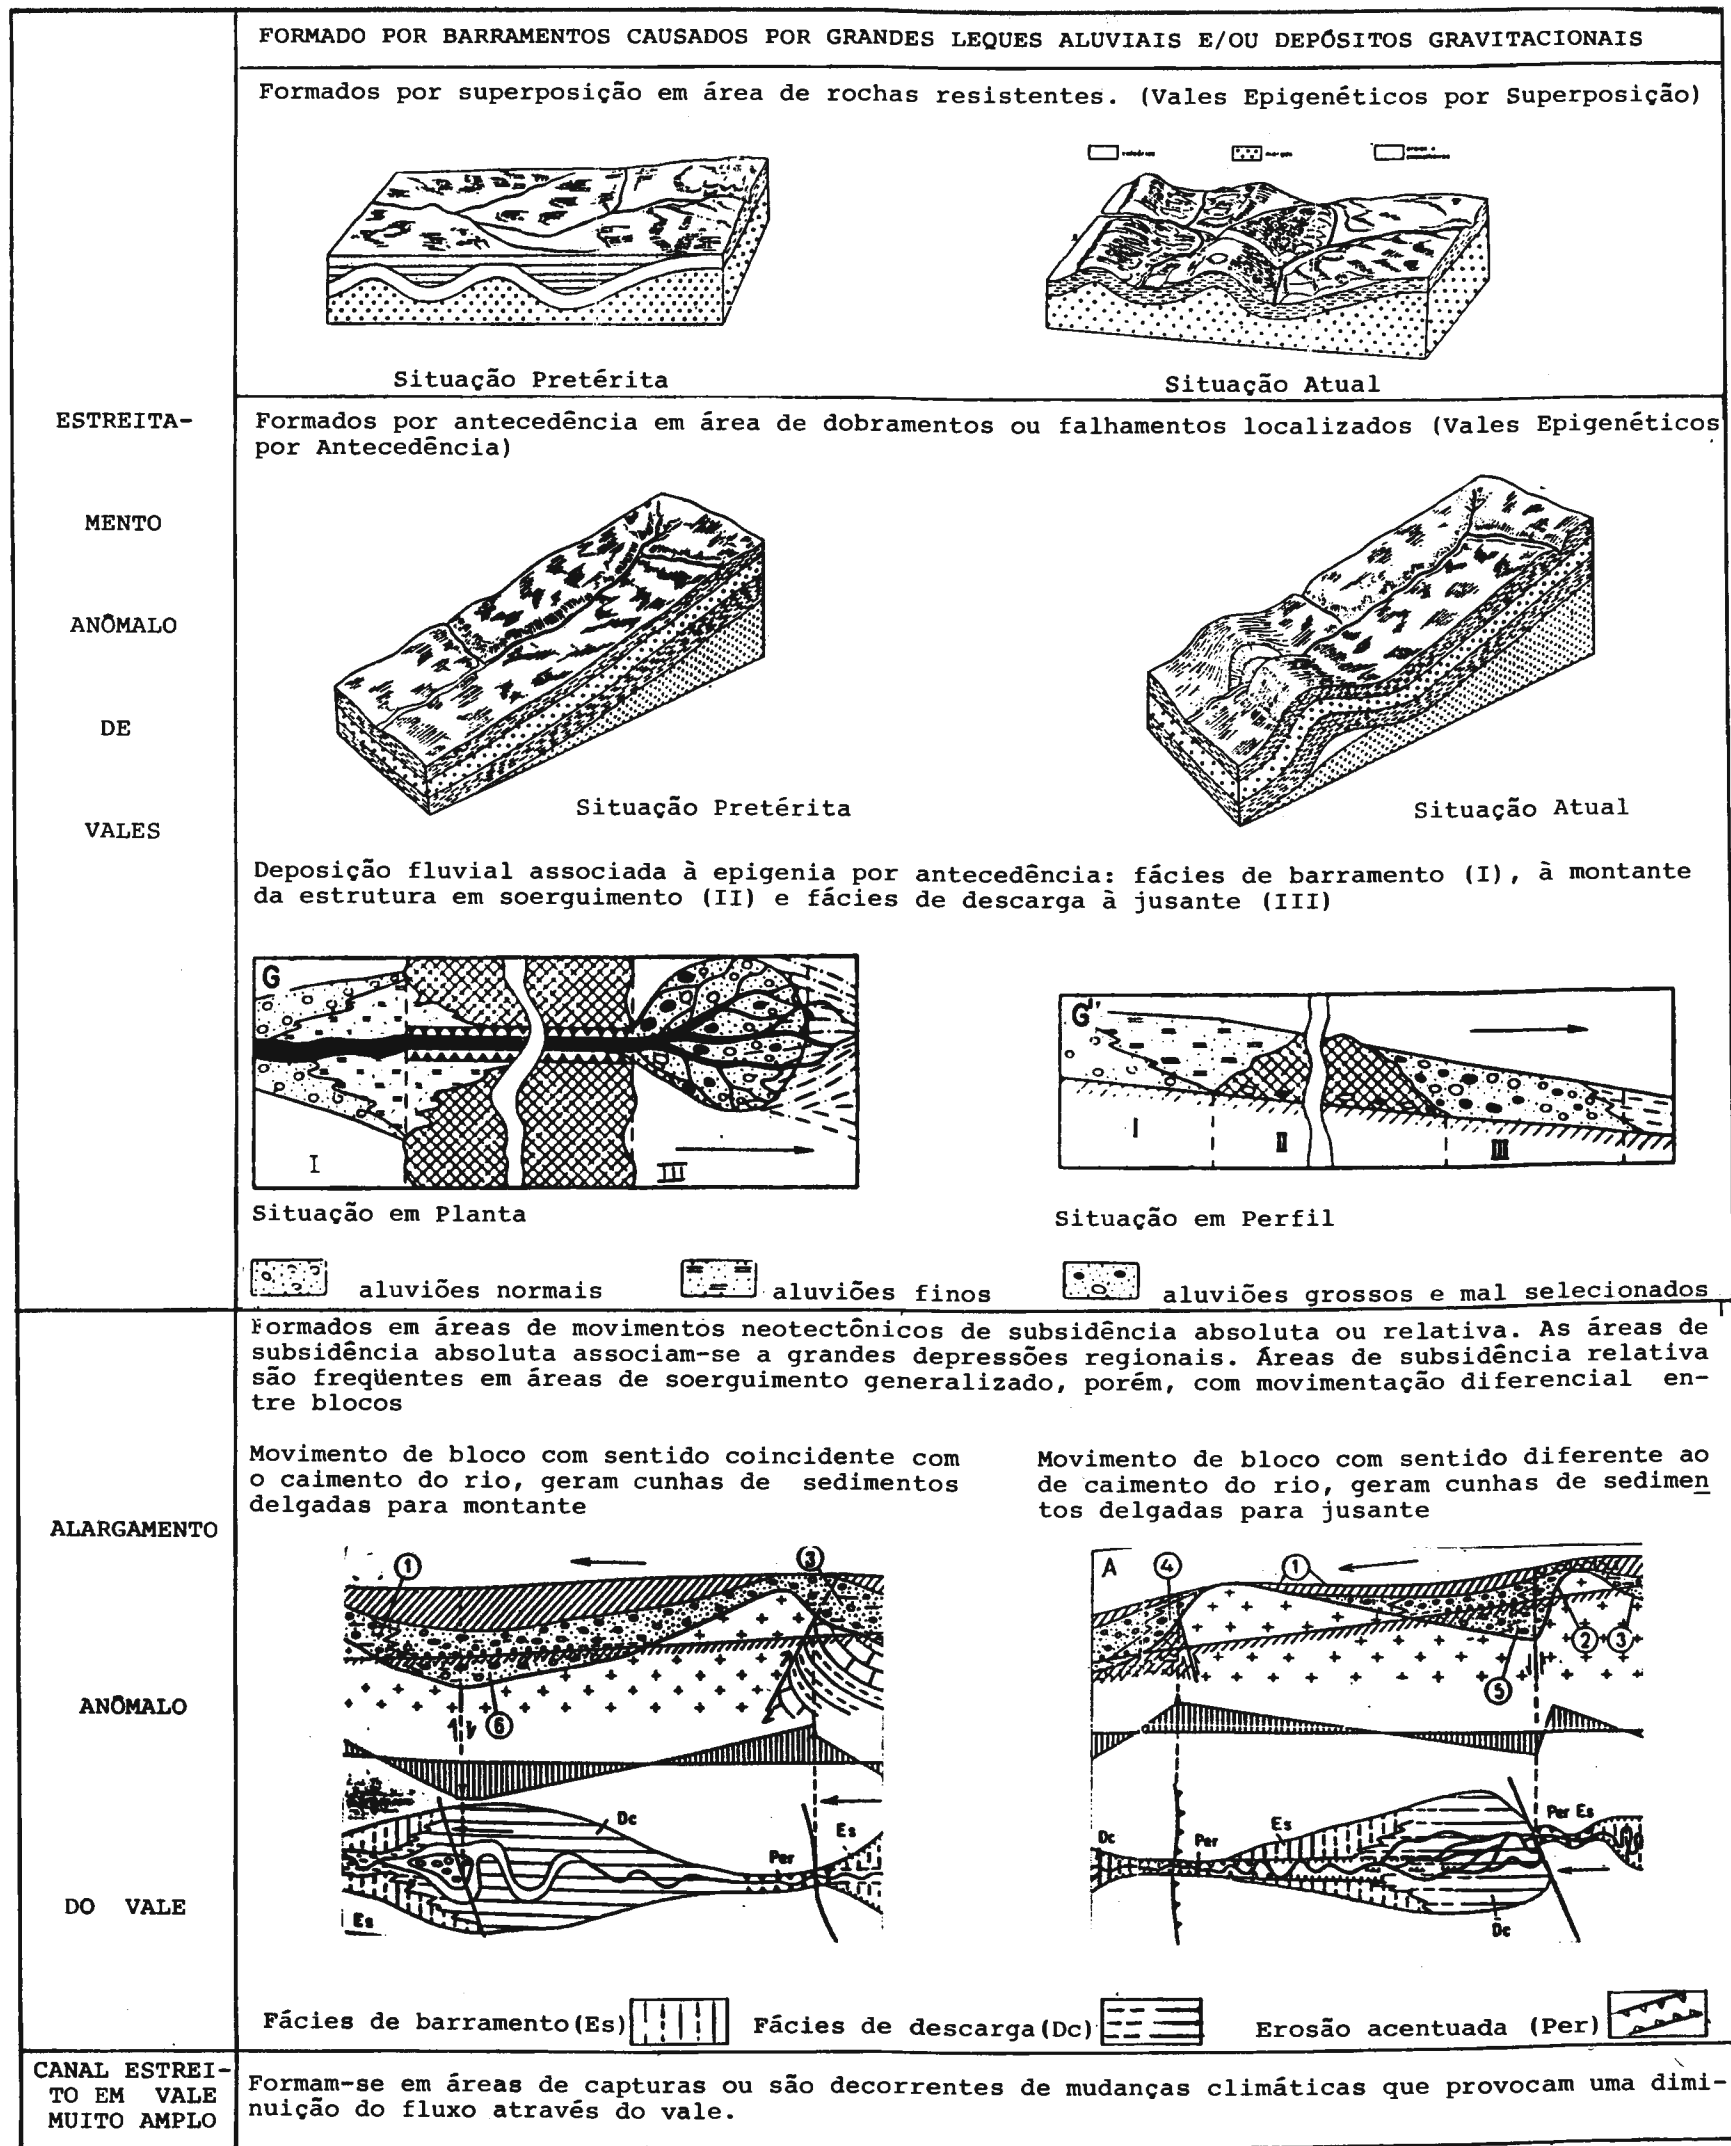 FORMADO POR BARRAMENTOS CAUSADOS POR GRANDES LEQUES ALUVIAIS E/OU DEPÓSITOS GRAVITACIONAIS
Formados por superposição em área de rochas resistentes. (Vales Epigenéticos por Superposição)
Situação Pretérita
Situação Atual
ESTREITA-
MENTO
ANÔMALO
DE
VALES
Formados por antecedência em área de dobramentos ou falhamentos localizados (Vales Epigenéticos
por Antecedência)
Situação Pretérita
Situação Atual
Deposição fluvial associada à epigenia por antecedência: fácies de barramento (I), à montante
da estrutura em soerguimento (II) e fácies de descarga à jusante (III)
G
I
III
G'
I
II
III
Situação em Planta
Situação em Perfil
aluviões normais
aluviões finos
aluviões grossos e mal selecionados
Formados em áreas de movimentos neotectônicos de subsidência absoluta ou relativa. As áreas de
subsidência absoluta associam-se a grandes depressões regionais. Áreas de subsidência relativa
são freqüentes em áreas de soerguimento generalizado, porém, com movimentação diferencial en-
tre blocos
Movimento de bloco com sentido coincidente com
o caimento do rio, geram cunhas de sedimentos
delgadas para montante
Movimento de bloco com sentido diferente ao
de caimento do rio, geram cunhas de sedimen
tos delgadas para jusante
ALARGAMENTO
ANÔMALO
DO VALE
1
3
6
Dc
Per
Es
Es
A
4
1
2
3
5
Dc
Per
Es
Per Es
Dc
Fácies de barramento(Es)
Fácies de descarga(Dc)
Erosão acentuada (Per)
CANAL ESTREI-
TO EM VALE
MUITO AMPLO
Formam-se em áreas de capturas ou são decorrentes de mudanças climáticas que provocam uma dimi-
nuição do fluxo através do vale.